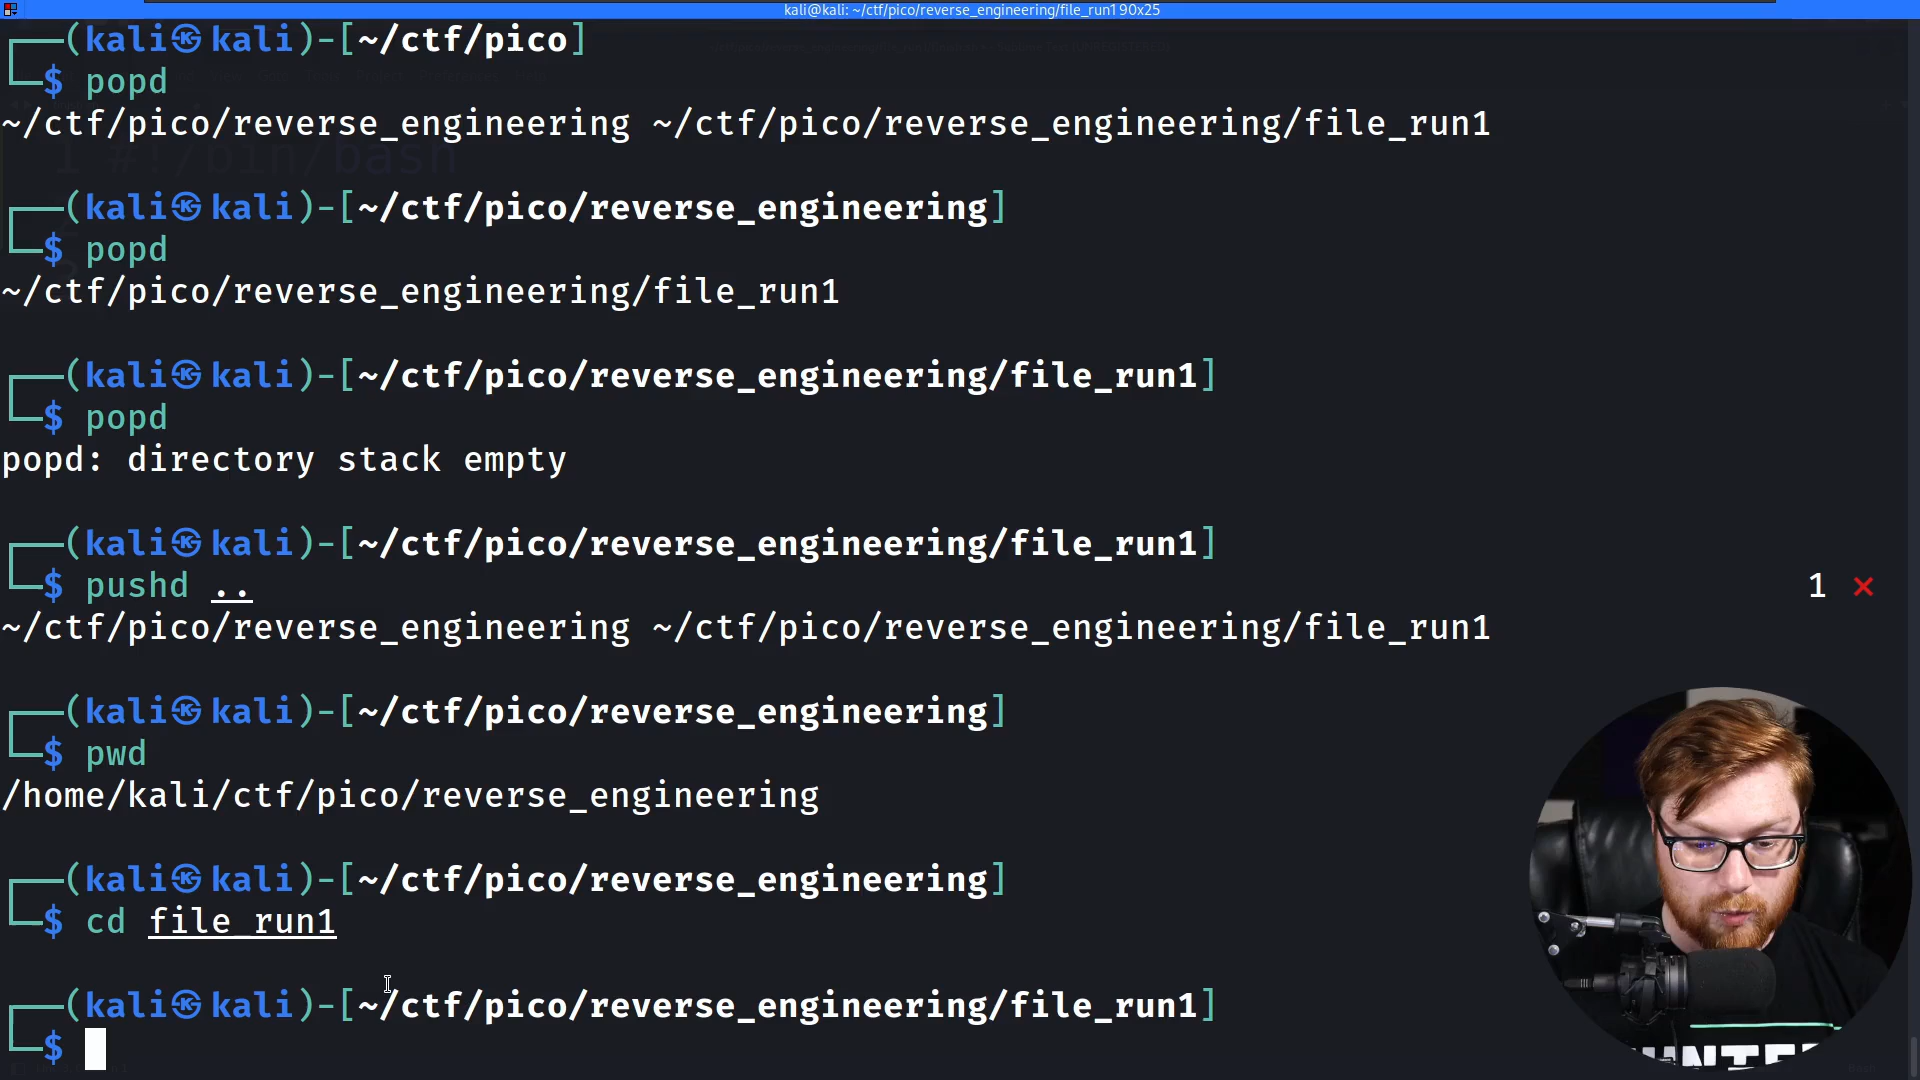 kali@kali: ~/ctf/pico/reverse_engineering/file_run190x25
┌──(kali㉿kali)-[~/ctf/pico]
└─$ popd
~/ctf/pico/reverse_engineering ~/ctf/pico/reverse_engineering/file_run1
1 #!/bin/bash
┌──(kali㉿kali)-[~/ctf/pico/reverse_engineering]
└─$ popd
~/ctf/pico/reverse_engineering/file_run1
┌──(kali㉿kali)-[~/ctf/pico/reverse_engineering/file_run1]
└─$ popd
popd: directory stack empty
┌──(kali㉿kali)-[~/ctf/pico/reverse_engineering/file_run1]
└─$ pushd .. 1 ⨯
~/ctf/pico/reverse_engineering ~/ctf/pico/reverse_engineering/file_run1
┌──(kali㉿kali)-[~/ctf/pico/reverse_engineering]
└─$ pwd
/home/kali/ctf/pico/reverse_engineering
┌──(kali㉿kali)-[~/ctf/pico/reverse_engineering]
└─$ cd file_run1
┌──(kali㉿kali)-[~/ctf/pico/reverse_engineering/file_run1]
└─$